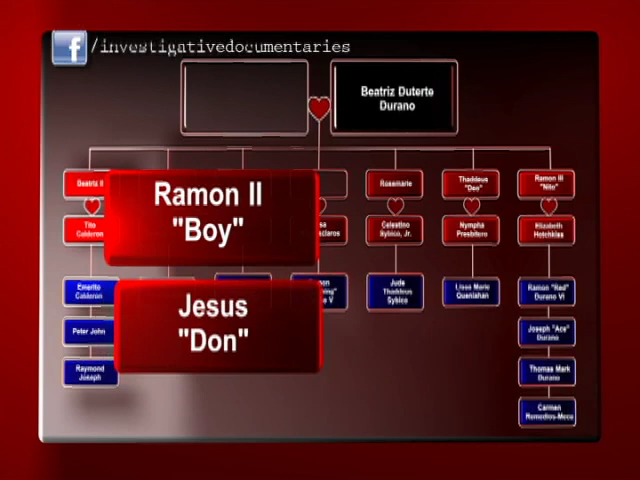 f /investigativedocumentaries
Beatriz Duterte
Durano
Beatriz II
Rosemarie
Thaddeus
"Deo"
Ramon III
"Nito"
Ramon II
"Boy"
Tito
Calderon
Celestino
Sybico, Jr.
Nympha
Presbitero
Elizabeth
Hotchkiss
Emerito
Calderon
Jude
Thaddeus
Sybico
Lissa Marie
Quenlahan
Ramon "Red"
Durano VI
Jesus
"Don"
Peter John
Joseph "Ace"
Durano
Raymond
Joseph
Thomas Mark
Durano
Carmen
Remedios-Meca